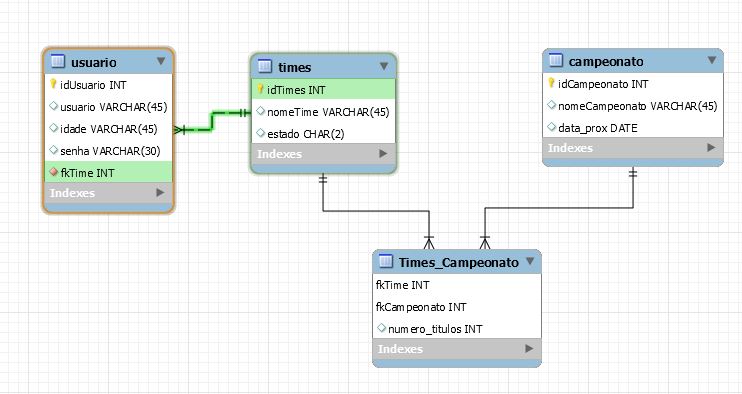 usuario
idUsuario INT
usuario VARCHAR(45)
idade VARCHAR(45)
senha VARCHAR(30)
fkTime INT
Indexes
times
idTimes INT
nomeTime VARCHAR(45)
estado CHAR(2)
Indexes
campeonato
idCampeonato INT
nomeCampeonato VARCHAR(45)
data_prox DATE
Indexes
Times_Campeonato
fkTime INT
fkCampeonato INT
numero_titulos INT
Indexes